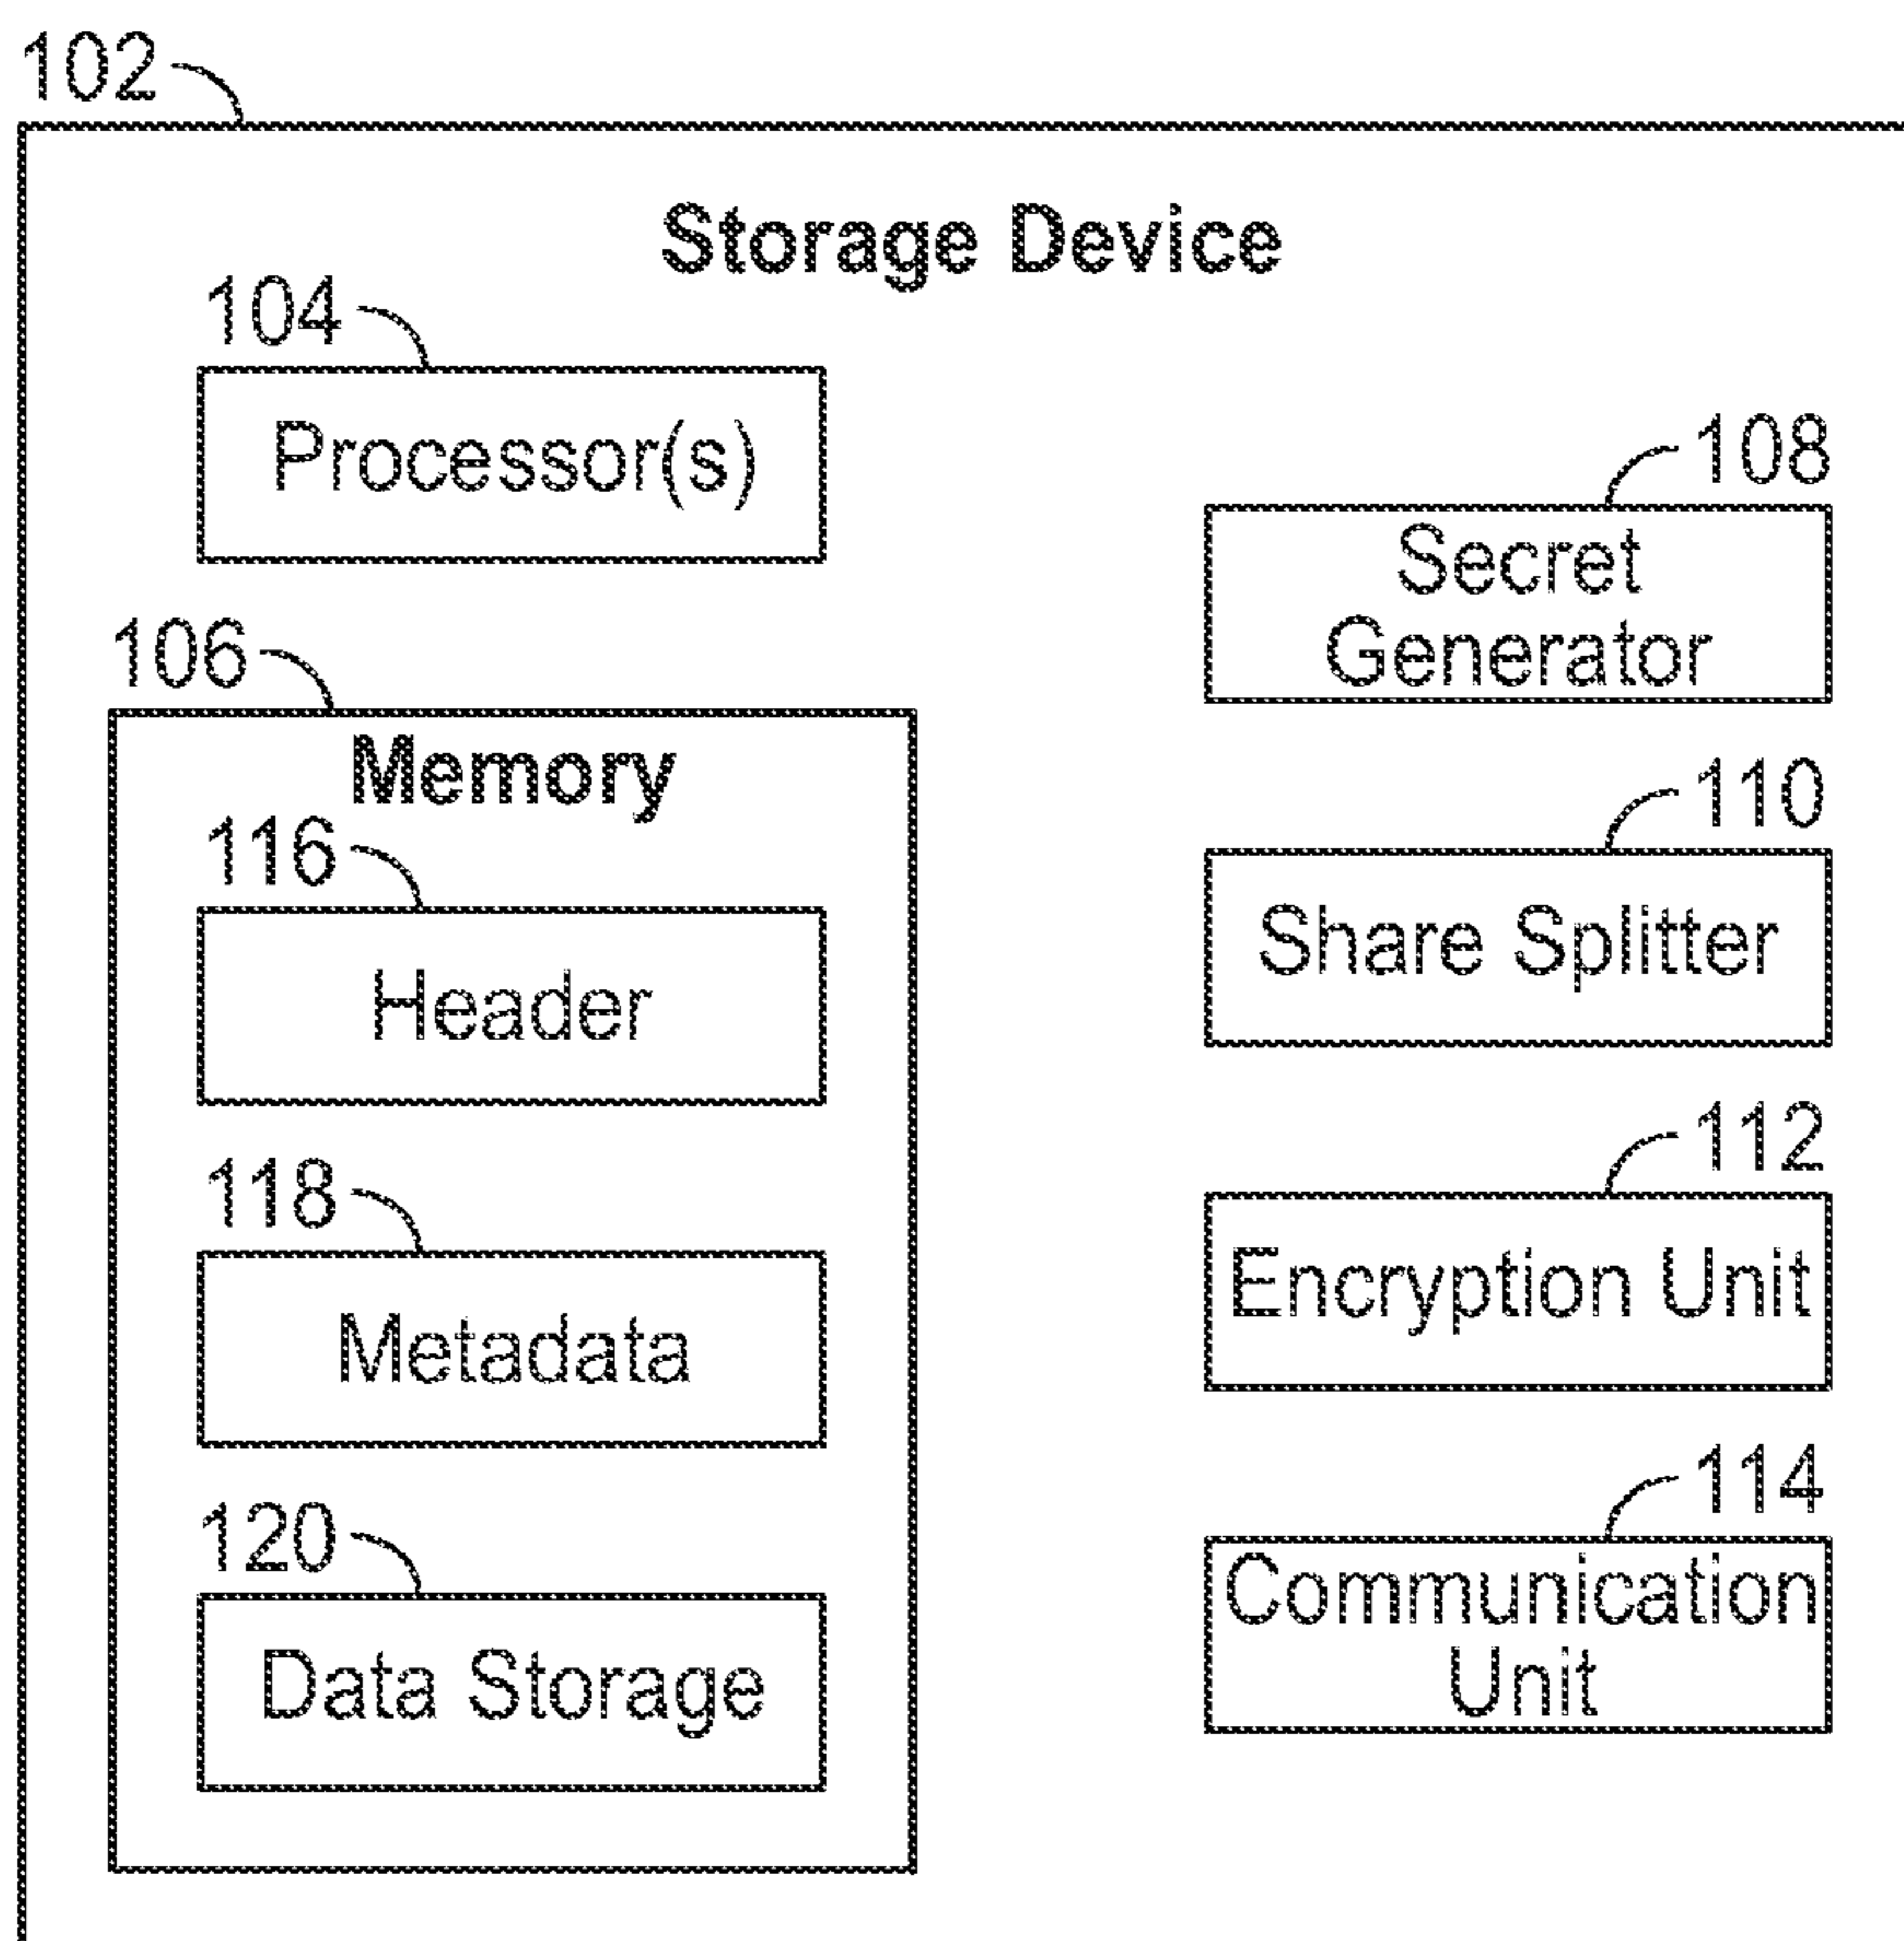 102
Storage Device
104
Processor(s)
106
Memory
116
Header
118
Metadata
120
Data Storage
108
Secret
Generator
110
Share Splitter
112
Encryption Unit
114
Communication
Unit